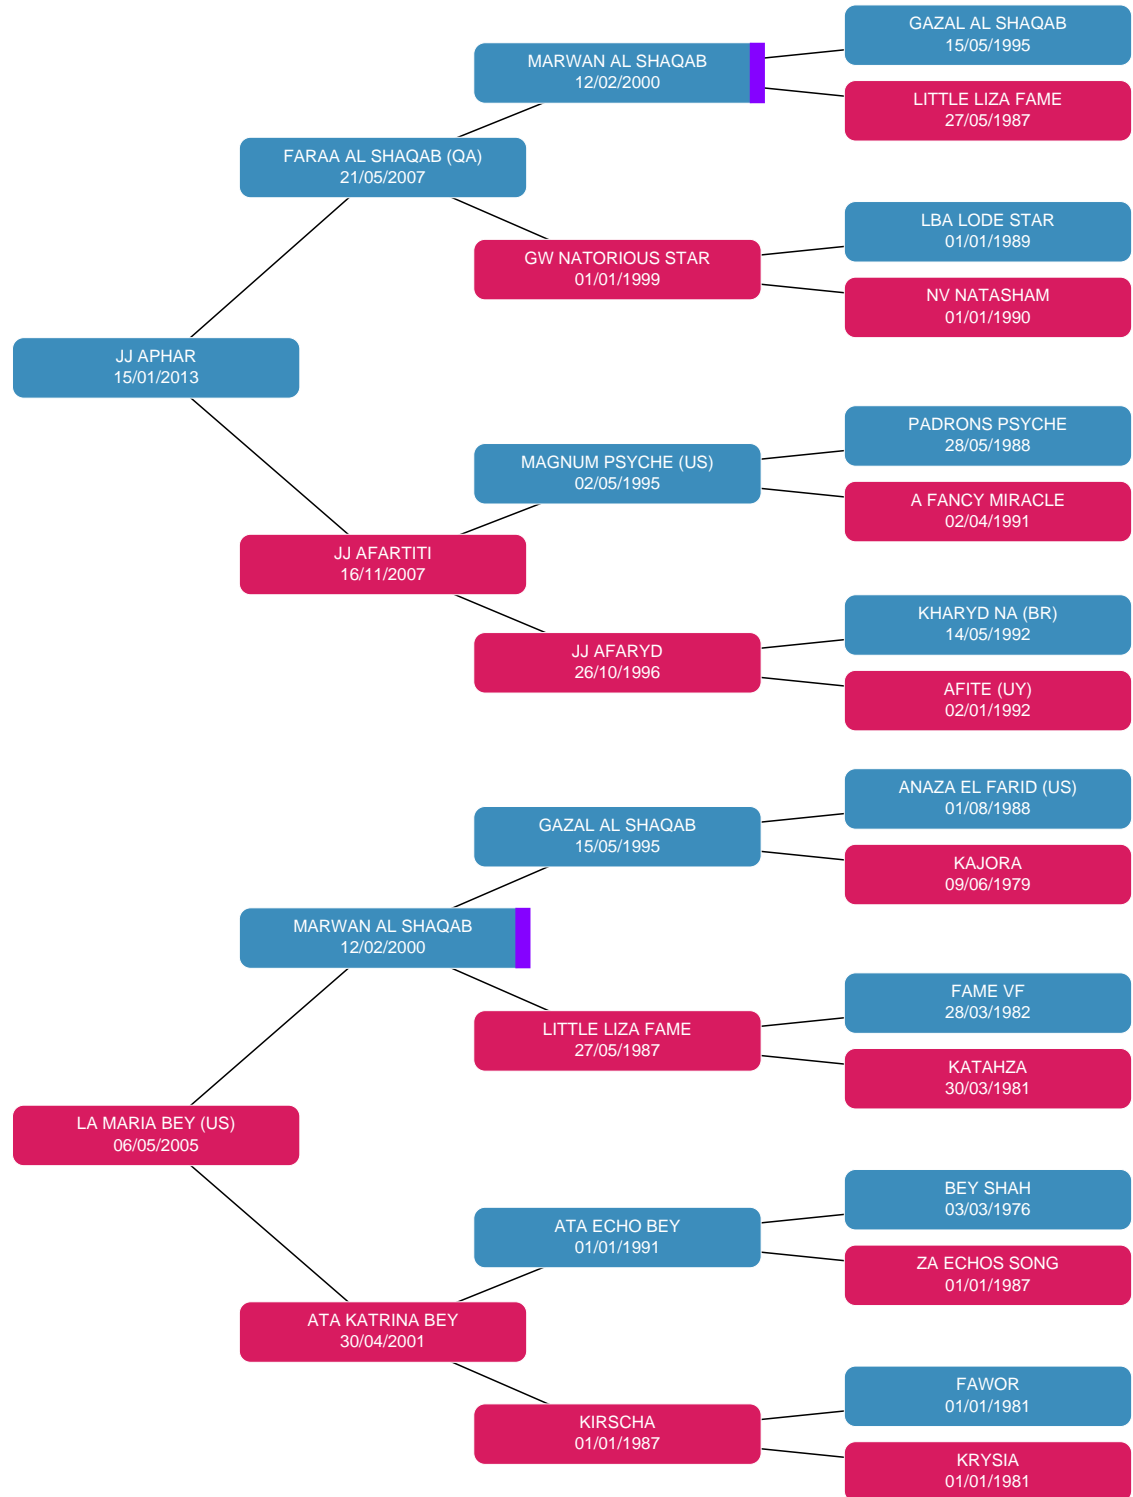 GAZAL AL SHAQAB
15/05/1995
MARWAN AL SHAQAB
12/02/2000
LITTLE LIZA FAME
27/05/1987
FARAA AL SHAQAB (QA)
21/05/2007
LBA LODE STAR
01/01/1989
GW NATORIOUS STAR
01/01/1999
NV NATASHAM
01/01/1990
JJ APHAR
15/01/2013
PADRONS PSYCHE
28/05/1988
MAGNUM PSYCHE (US)
02/05/1995
A FANCY MIRACLE
02/04/1991
JJ AFARTITI
16/11/2007
KHARYD NA (BR)
14/05/1992
JJ AFARYD
26/10/1996
AFITE (UY)
02/01/1992
ANAZA EL FARID (US)
01/08/1988
GAZAL AL SHAQAB
15/05/1995
KAJORA
09/06/1979
MARWAN AL SHAQAB
12/02/2000
FAME VF
28/03/1982
LITTLE LIZA FAME
27/05/1987
KATAHZA
30/03/1981
LA MARIA BEY (US)
06/05/2005
BEY SHAH
03/03/1976
ATA ECHO BEY
01/01/1991
ZA ECHOS SONG
01/01/1987
ATA KATRINA BEY
30/04/2001
FAWOR
01/01/1981
KIRSCHA
01/01/1987
KRYSIA
01/01/1981